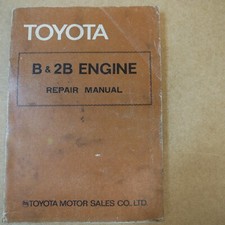 TOYOTA
B & 2B ENGINE
REPAIR MANUAL
TOYOTA MOTOR SALES CO., LTD.